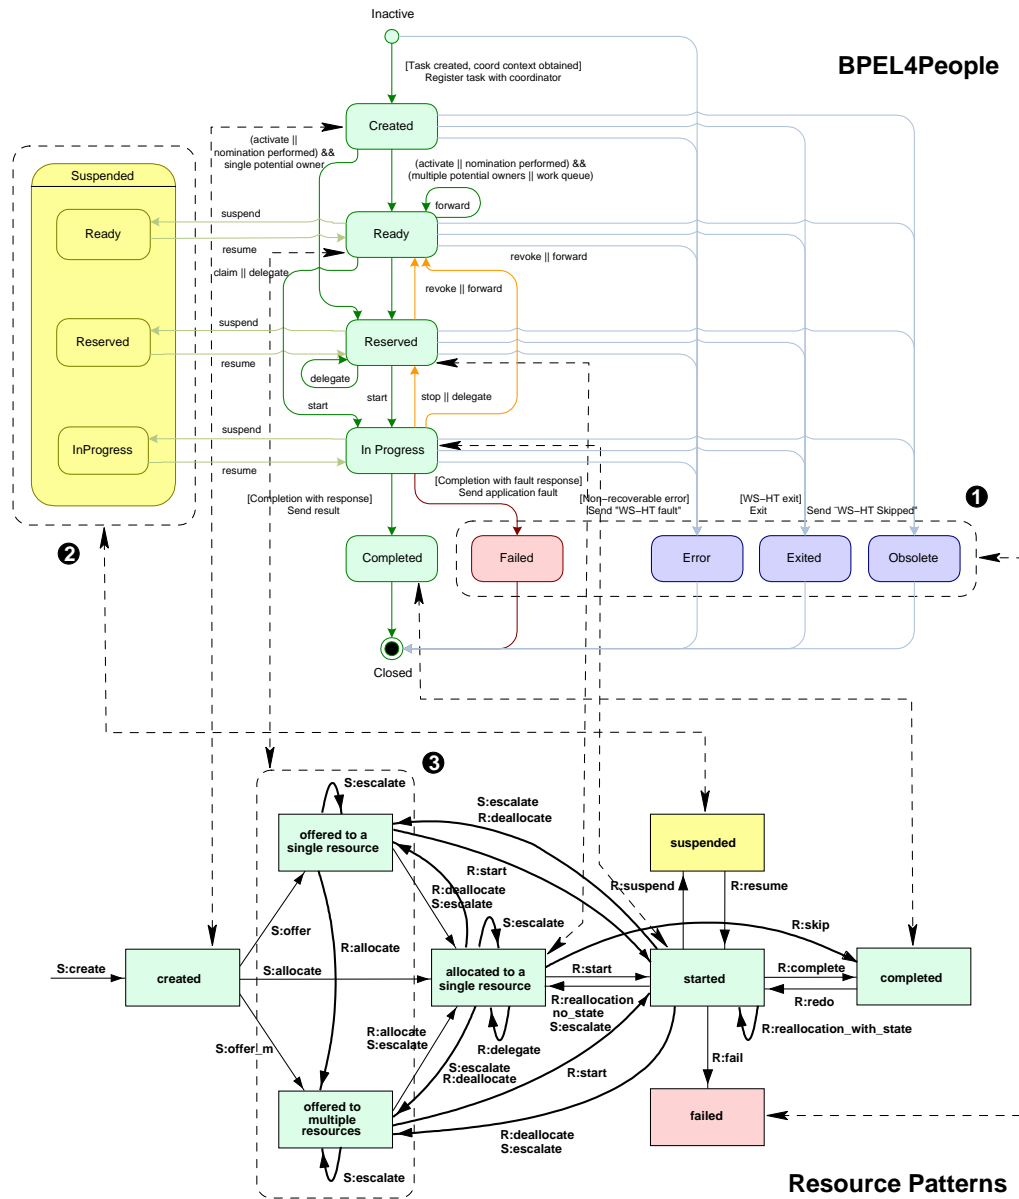 Inactive
BPEL4People
[Task created, coord context obtained]
Register task with coordinator
Created
(activate ||
nomination performed) &&
single potential owner
(activate || nomination performed) &&
(multiple potential owners || work queue)
Suspended
forward
suspend
Ready
Ready
resume
revoke || forward
claim || delegate
revoke || forward
suspend
Reserved
Reserved
resume
delegate
start
stop || delegate
start
suspend
InProgress
In Progress
resume
[Completion with response]
Send result
[Completion with fault response]
Send application fault
[Non–recoverable error]
Send "WS–HT fault"
[WS–HT exit]
Exit
Send "WS–HT Skipped"
1
2
Completed
Failed
Error
Exited
Obsolete
Closed
3
S:escalate
S:escalate
R:deallocate
offered to a
single resource
suspended
R:start
R:deallocate
S:escalate
R:suspend
R:resume
S:escalate
R:skip
S:offer
R:allocate
S:create
created
S:allocate
allocated to a
single resource
R:start
started
R:complete
completed
R:reallocation
no_state
S:escalate
R:redo
R:allocate
S:escalate
R:reallocation_with_state
S:offer_m
R:delegate
R:fail
S:escalate
R:deallocate
R:start
offered to
multiple
resources
failed
R:deallocate
S:escalate
S:escalate
Resource Patterns